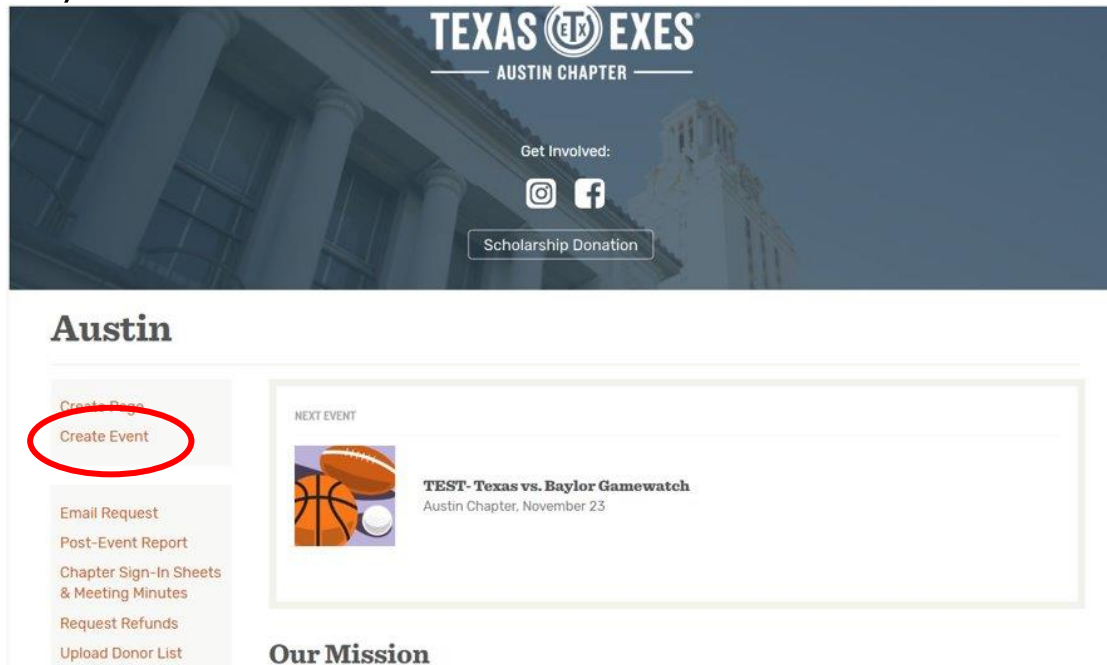 TEXAS ETX EXES
AUSTIN CHAPTER
Get Involved:
Scholarship Donation
Austin
Create Page
Create Event
Email Request
Post-Event Report
Chapter Sign-In Sheets
& Meeting Minutes
Request Refunds
Upload Donor List
NEXT EVENT
TEST- Texas vs. Baylor Gamewatch
Austin Chapter, November 23
Our Mission